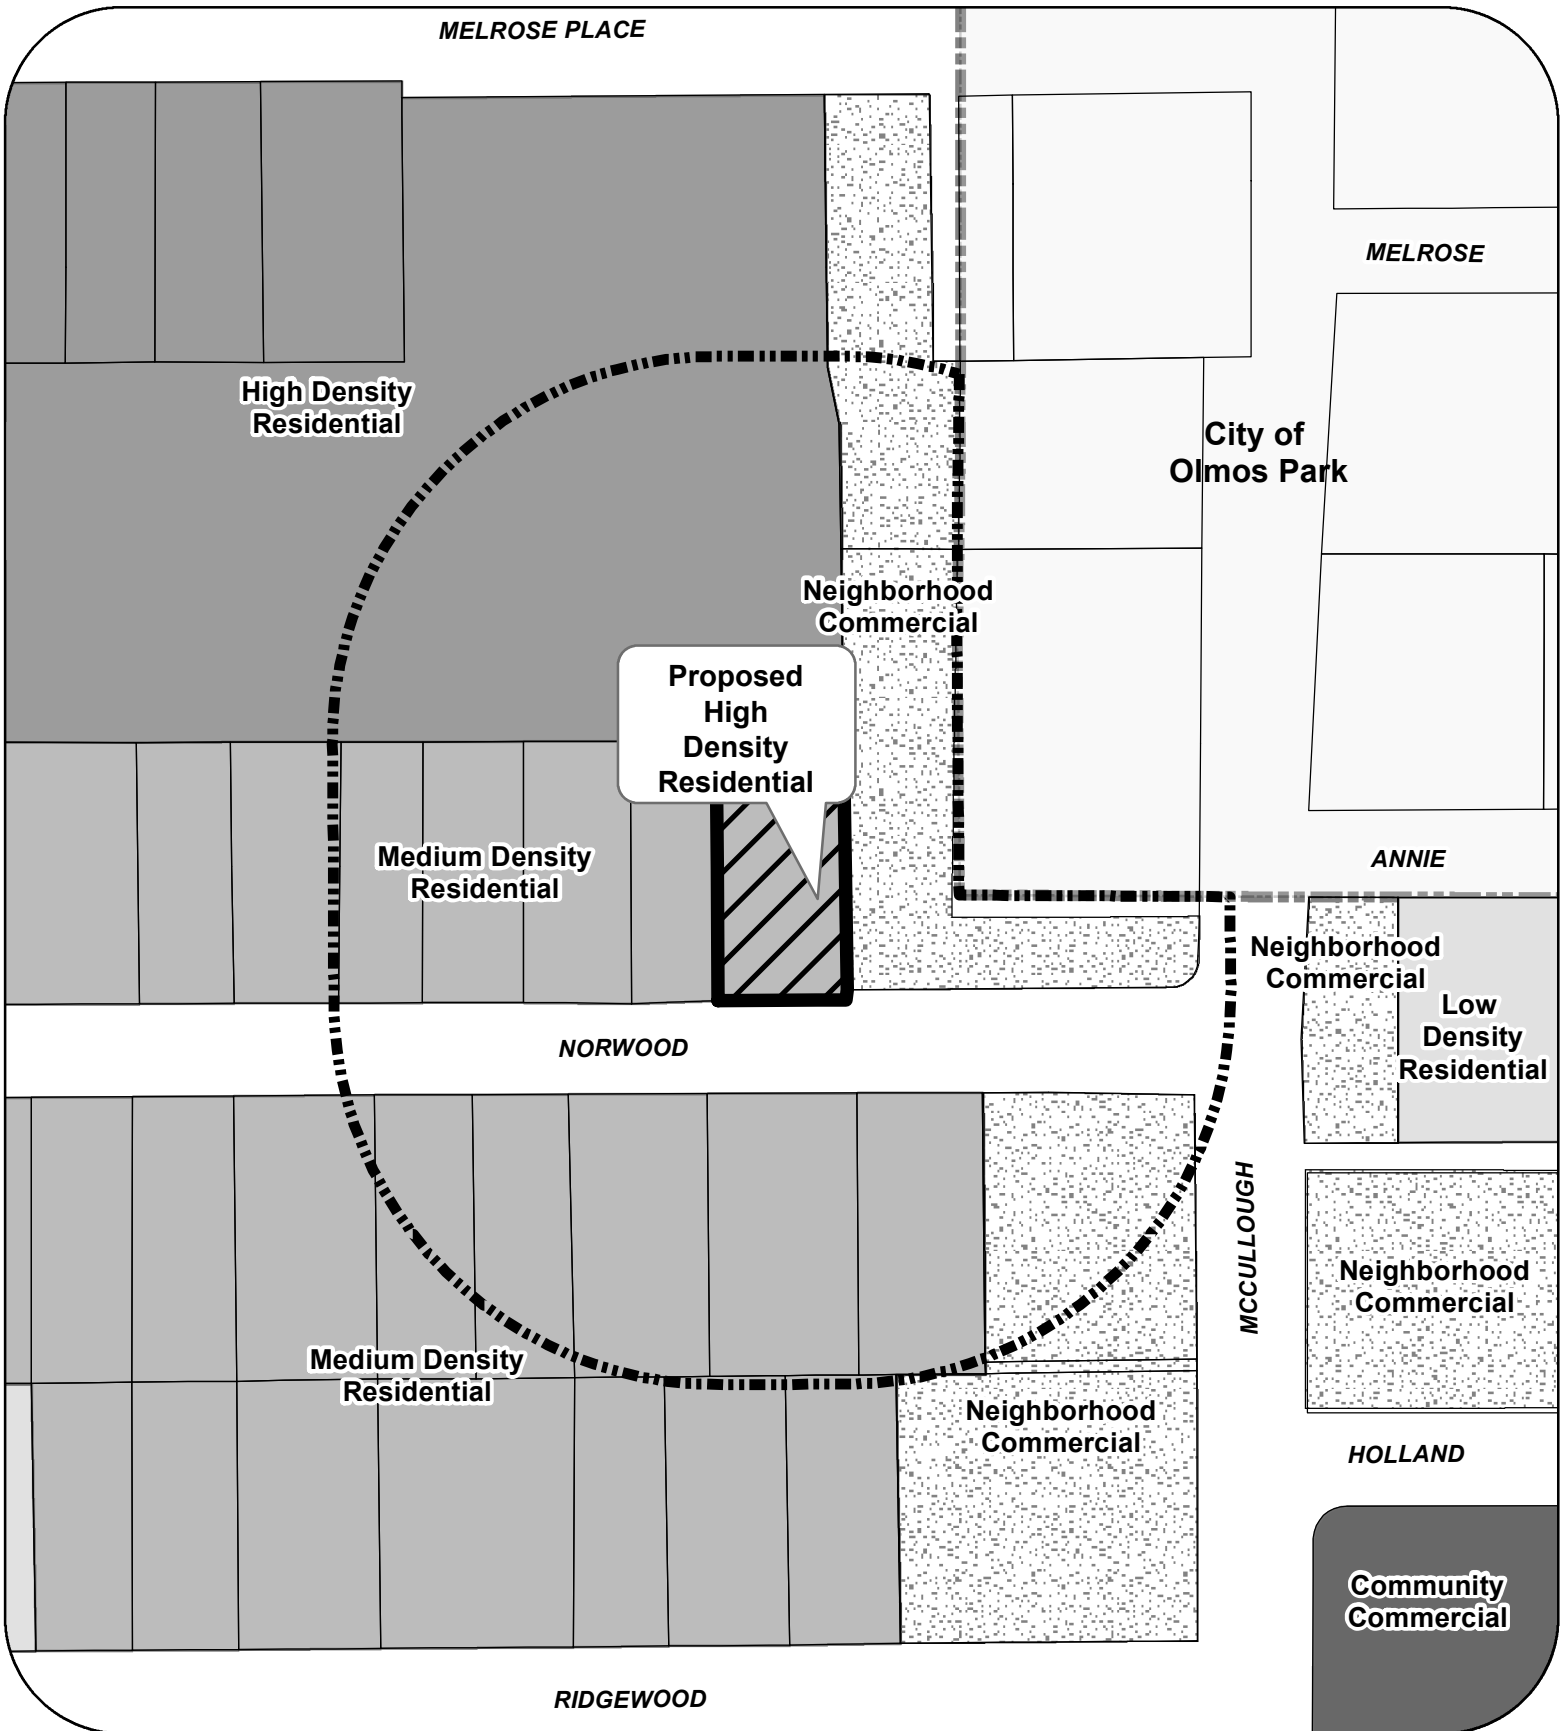 MELROSE PLACE
MELROSE
High Density
Residential
City of
Olmos Park
Neighborhood
Commercial
Proposed
High
Density
Residential
Medium Density
Residential
ANNIE
Neighborhood
Commercial
Low
Density
Residential
NORWOOD
MCCULLOUGH
Neighborhood
Commercial
Medium Density
Residential
Neighborhood
Commercial
HOLLAND
Community
Commercial
RIDGEWOOD